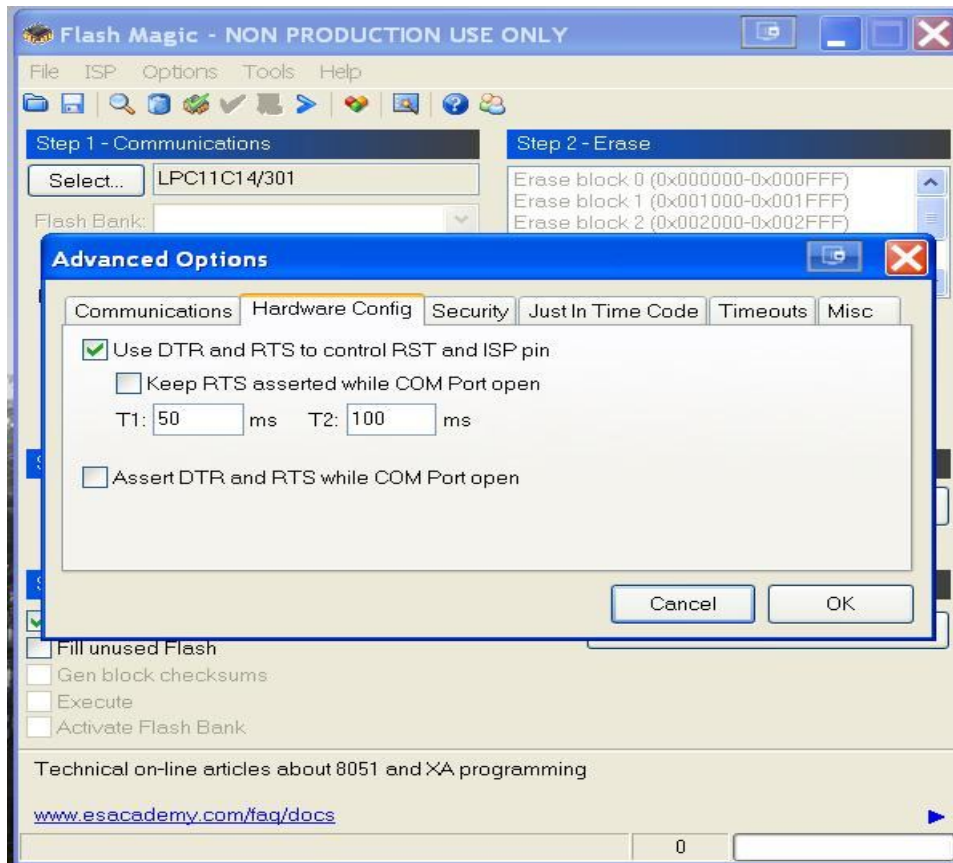 Flash Magic - NON PRODUCTION USE ONLY
File ISP Options Tools Help
Step 1 - Communications
Step 2 - Erase
Select...
LPC11C14/301
Erase block 0 (0x000000-0x000FFF)
Erase block 1 (0x001000-0x001FFF)
Flash Bank:
Erase block 2 (0x002000-0x002FFF)
Advanced Options
Communications Hardware Config Security Just In Time Code Timeouts Misc
Use DTR and RTS to control RST and ISP pin
Keep RTS asserted while COM Port open
T1: 50 ms T2: 100 ms
Assert DTR and RTS while COM Port open
Cancel OK
Fill unused Flash
Gen block checksums
Execute
Activate Flash Bank
Technical on-line articles about 8051 and XA programming
www.esacademy.com/faq/docs
0